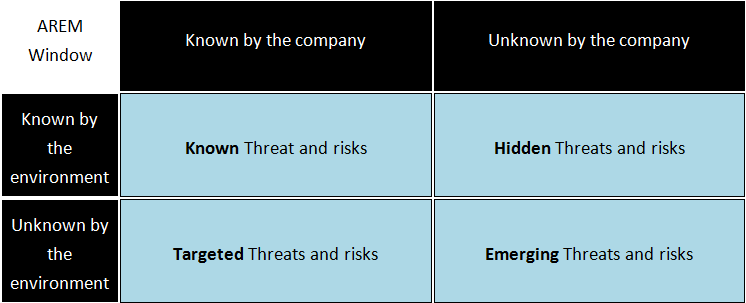 AREM
Window
Known by the company
Unknown by the company
Known by
the
environment
Known Threat and risks
Hidden Threats and risks
Unknown by
the
environment
Targeted Threats and risks
Emerging Threats and risks